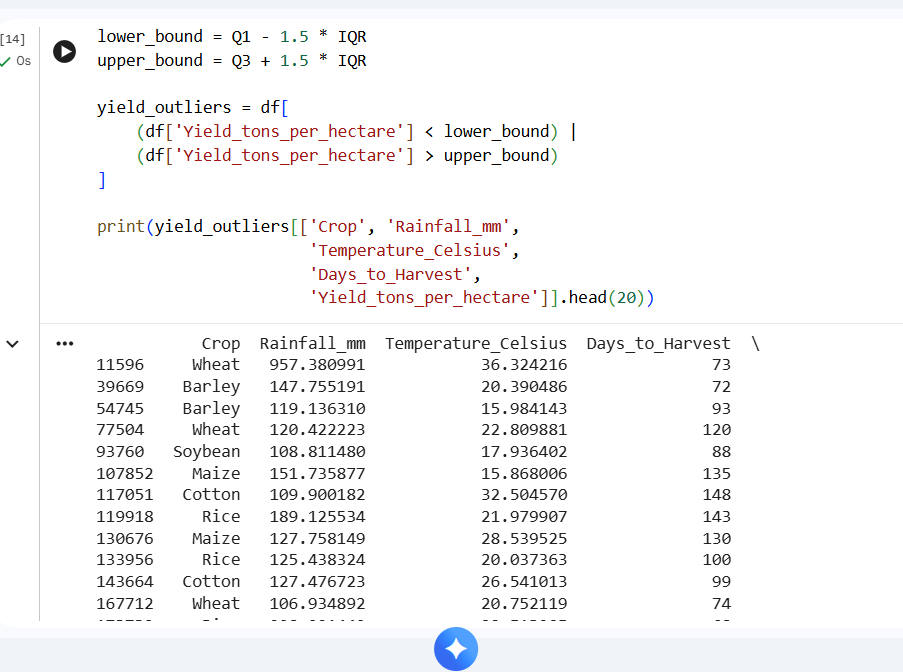 [14]
0s
lower_bound = Q1 - 1.5 * IQR
upper_bound = Q3 + 1.5 * IQR
yield_outliers = df[
(df['Yield_tons_per_hectare'] < lower_bound) |
(df['Yield_tons_per_hectare'] > upper_bound)
]
print(yield_outliers[['Crop', 'Rainfall_mm',
'Temperature_Celsius',
'Days_to_Harvest',
'Yield_tons_per_hectare']].head(20))
Crop Rainfall_mm Temperature_Celsius Days_to_Harvest \
11596 Wheat 957.380991 36.324216 73
39669 Barley 147.755191 20.390486 72
54745 Barley 119.136310 15.984143 93
77504 Wheat 120.422223 22.809881 120
93760 Soybean 108.811480 17.936402 88
107852 Maize 151.735877 15.868006 135
117051 Cotton 109.900182 32.504570 148
119918 Rice 189.125534 21.979907 143
130676 Maize 127.758149 28.539525 130
133956 Rice 125.438324 20.037363 100
143664 Cotton 127.476723 26.541013 99
167712 Wheat 106.934892 20.752119 74